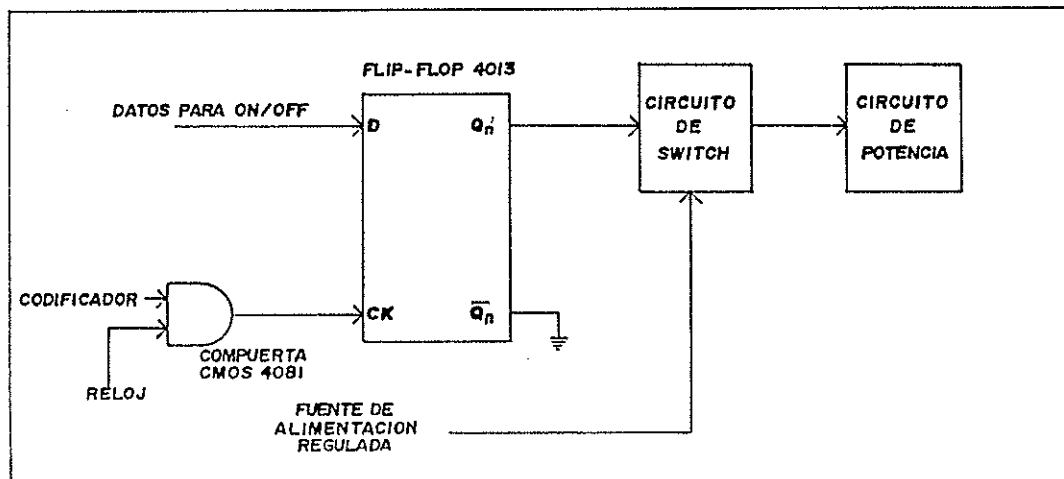 FLIP-FLOP 4013
DATOS PARA ON/OFF
D
Qn'
CIRCUITO
DE
SWITCH
CIRCUITO
DE
POTENCIA
CODIFICADOR
CK
Q̅n
COMPUERTA
CMOS 4081
RELOJ
FUENTE DE
ALIMENTACION
REGULADA